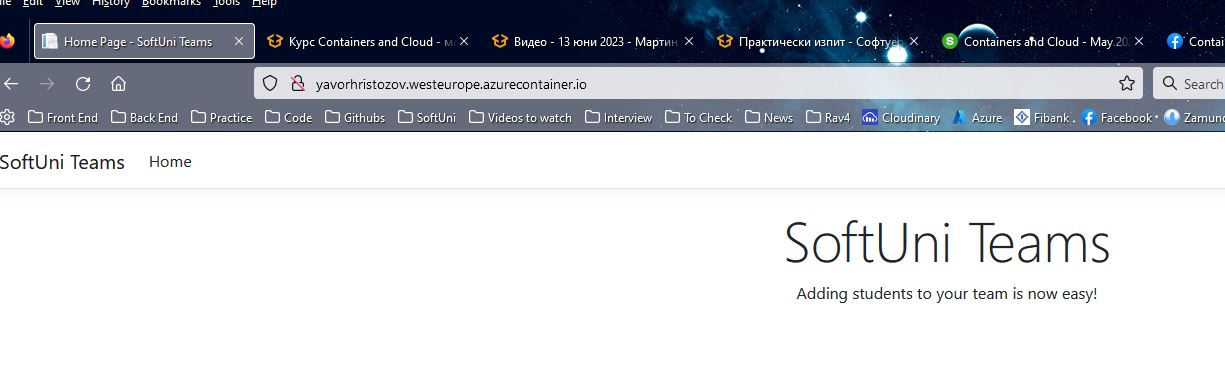 Edit View History Bookmarks Tools Help
Home Page - SoftUni Teams
Курс Containers and Cloud -
Видео - 13 юни 2023 - Мартин
Практически изпит - Софту
Containers and Cloud - May 20
Contai
yavorhristozov.westeurope.azurecontainer.io
Search
Front End Back End Practice Code Githubs SoftUni Videos to watch Interview To Check News Rav4 Cloudinary Azure Fibank Facebook Zamun
SoftUni Teams Home
SoftUni Teams
Adding students to your team is now easy!